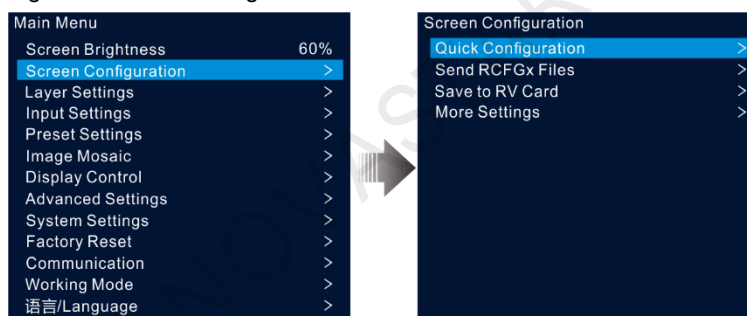 Main Menu
Screen Brightness 60%
Screen Configuration >
Layer Settings >
Input Settings >
Preset Settings >
Image Mosaic >
Display Control >
Advanced Settings >
System Settings >
Factory Reset >
Communication >
Working Mode >
语言/Language >
Screen Configuration
Quick Configuration >
Send RCFGx Files >
Save to RV Card >
More Settings >